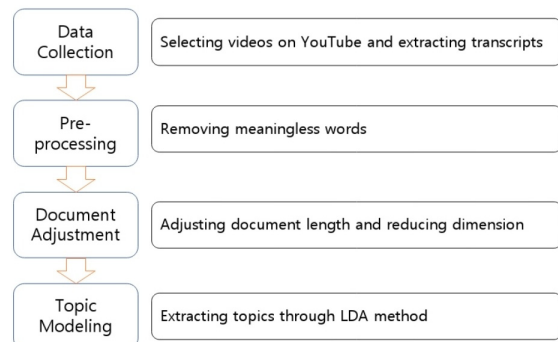 Data
Collection
Selecting videos on YouTube and extracting transcripts
Pre-
processing
Removing meaningless words
Document
Adjustment
Adjusting document length and reducing dimension
Topic
Modeling
Extracting topics through LDA method